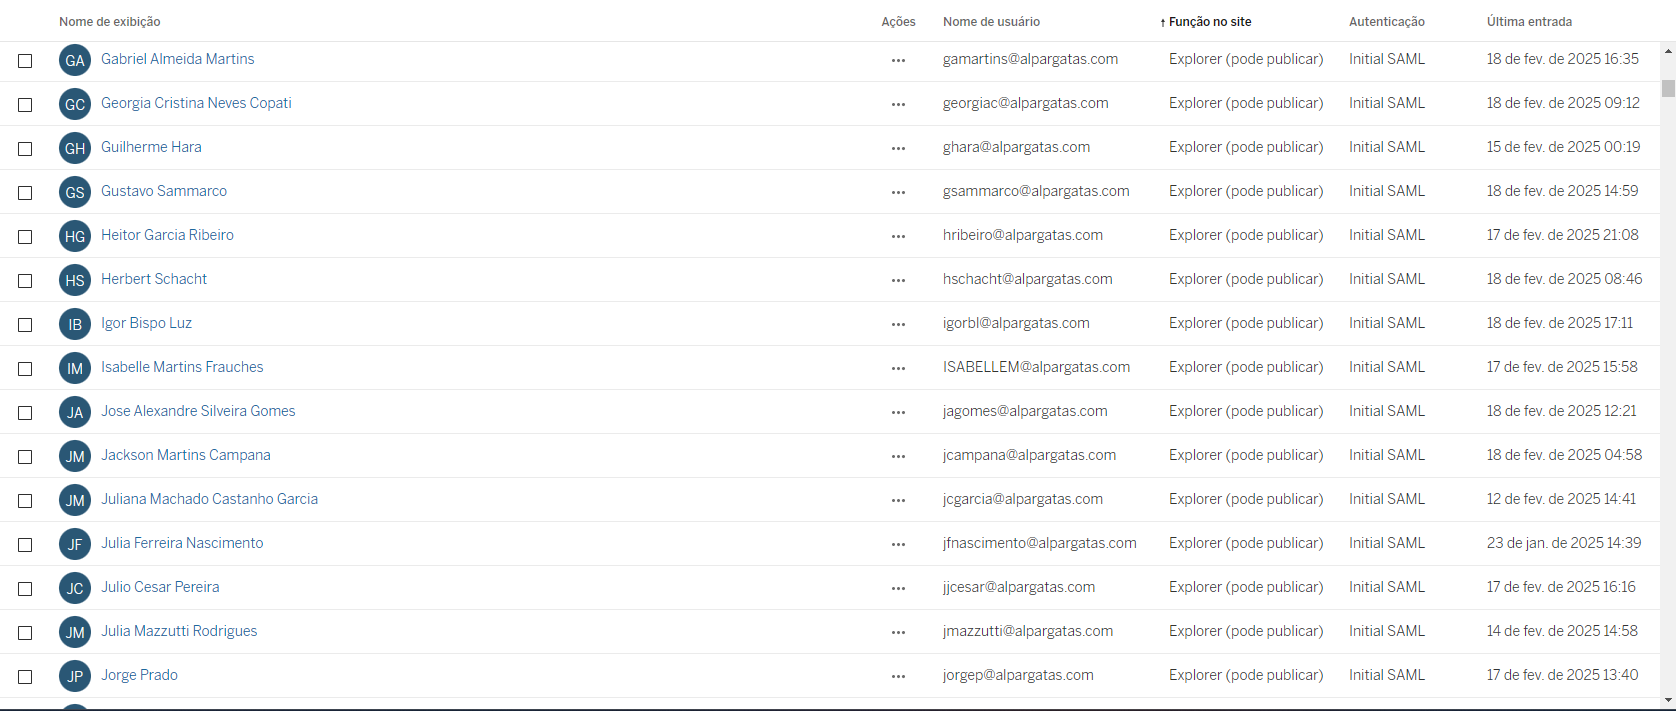 Nome de exibição Ações Nome de usuário ↑ Função no site Autenticação Última entrada
GA Gabriel Almeida Martins ••• gamartins@alpargatas.com Explorer (pode publicar) Initial SAML 18 de fev. de 2025 16:35
GC Georgia Cristina Neves Copati ••• georgiac@alpargatas.com Explorer (pode publicar) Initial SAML 18 de fev. de 2025 09:12
GH Guilherme Hara ••• ghara@alpargatas.com Explorer (pode publicar) Initial SAML 15 de fev. de 2025 00:19
GS Gustavo Sammarco ••• gsammarco@alpargatas.com Explorer (pode publicar) Initial SAML 18 de fev. de 2025 14:59
HG Heitor Garcia Ribeiro ••• hribeiro@alpargatas.com Explorer (pode publicar) Initial SAML 17 de fev. de 2025 21:08
HS Herbert Schacht ••• hschacht@alpargatas.com Explorer (pode publicar) Initial SAML 18 de fev. de 2025 08:46
IB Igor Bispo Luz ••• igorbl@alpargatas.com Explorer (pode publicar) Initial SAML 18 de fev. de 2025 17:11
IM Isabelle Martins Frauches ••• ISABELLEM@alpargatas.com Explorer (pode publicar) Initial SAML 17 de fev. de 2025 15:58
JA Jose Alexandre Silveira Gomes ••• jagomes@alpargatas.com Explorer (pode publicar) Initial SAML 18 de fev. de 2025 12:21
JM Jackson Martins Campana ••• jcampana@alpargatas.com Explorer (pode publicar) Initial SAML 18 de fev. de 2025 04:58
JM Juliana Machado Castanho Garcia ••• jcgarcia@alpargatas.com Explorer (pode publicar) Initial SAML 12 de fev. de 2025 14:41
JF Julia Ferreira Nascimento ••• jfnascimento@alpargatas.com Explorer (pode publicar) Initial SAML 23 de jan. de 2025 14:39
JC Julio Cesar Pereira ••• jjcesar@alpargatas.com Explorer (pode publicar) Initial SAML 17 de fev. de 2025 16:16
JM Julia Mazzutti Rodrigues ••• jmazzutti@alpargatas.com Explorer (pode publicar) Initial SAML 14 de fev. de 2025 14:58
JP Jorge Prado ••• jorgep@alpargatas.com Explorer (pode publicar) Initial SAML 17 de fev. de 2025 13:40